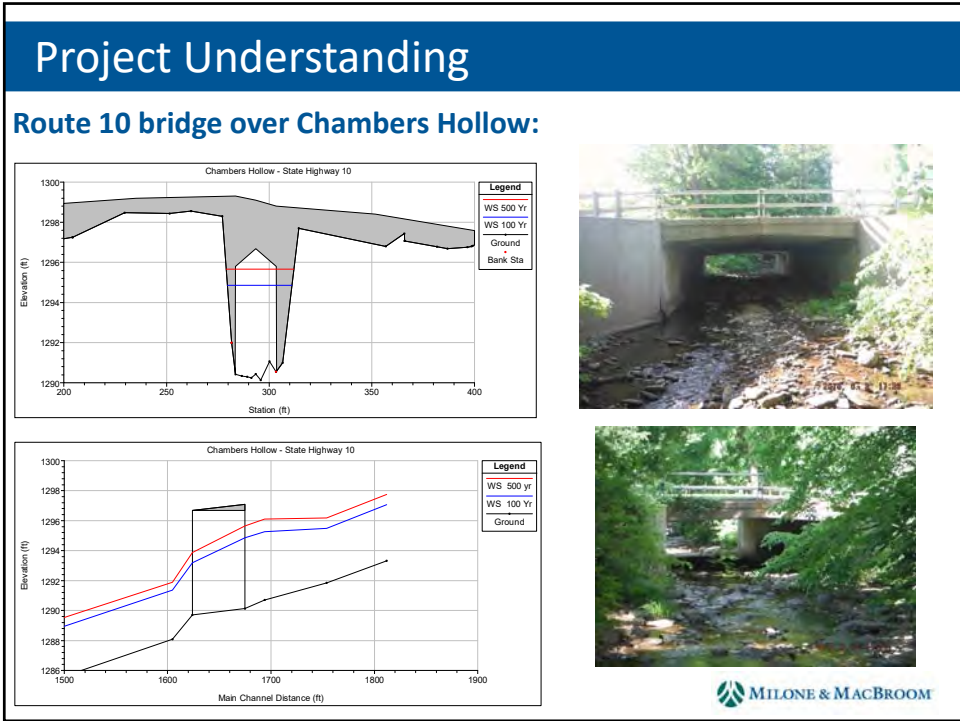 Project Understanding
Route 10 bridge over Chambers Hollow:
Chambers Hollow - State Highway 10
1300
1298
1296
1294
1292
1290
Elevation (ft)
200
250
300
350
400
Station (ft)
Legend
WS 500 Yr
WS 100 Yr
Ground
Bank Sta
Chambers Hollow - State Highway 10
1300
1298
1296
1294
1292
1290
1288
1286
Elevation (ft)
1500
1600
1700
1800
1900
Main Channel Distance (ft)
Legend
WS 500 yr
WS 100 Yr
Ground
MILONE & MACBROOM